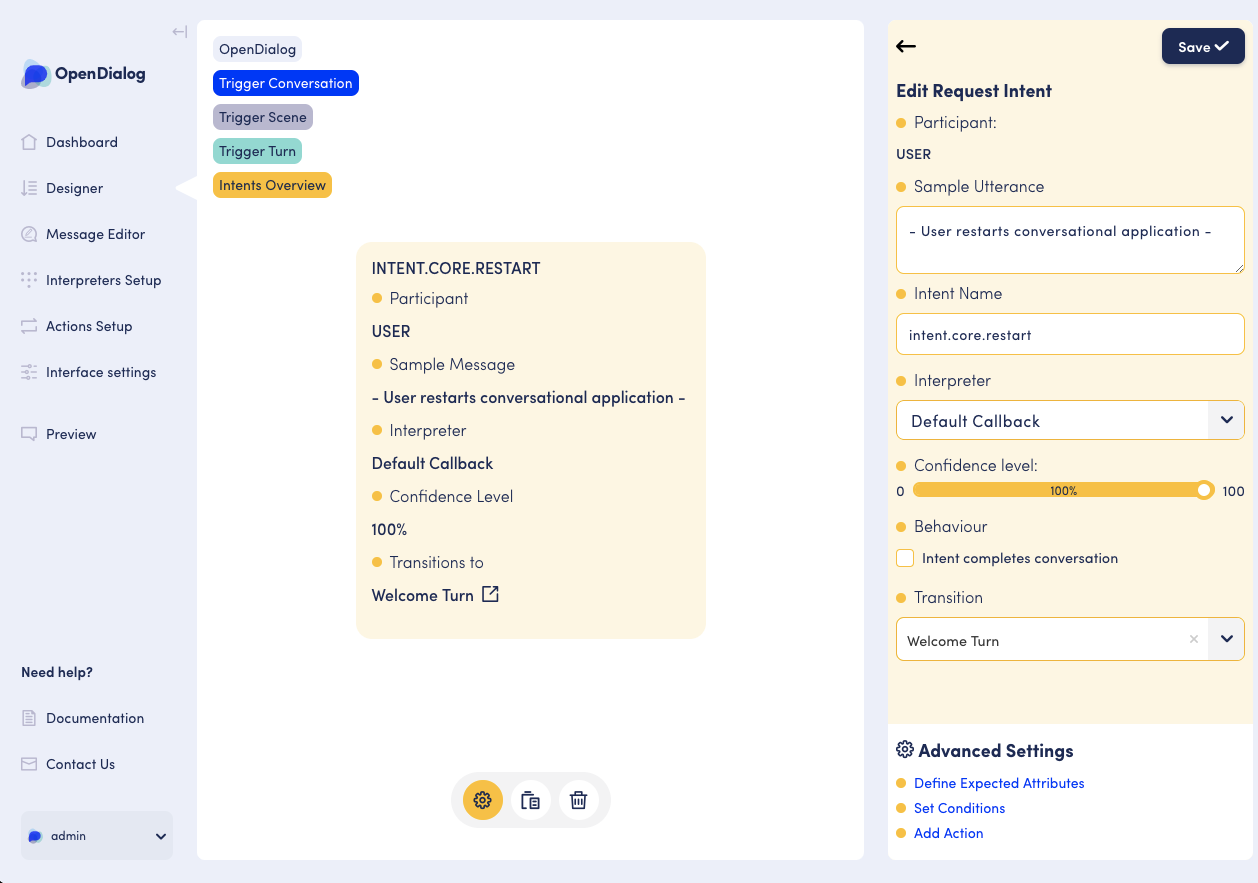 OpenDialog
Dashboard
Designer
Message Editor
Interpreters Setup
Actions Setup
Interface settings
Preview
Need help?
Documentation
Contact Us
admin
OpenDialog
Trigger Conversation
Trigger Scene
Trigger Turn
Intents Overview
INTENT.CORE.RESTART
Participant
USER
Sample Message
- User restarts conversational application -
Interpreter
Default Callback
Confidence Level
100%
Transitions to
Welcome Turn
Save
Edit Request Intent
Participant:
USER
Sample Utterance
- User restarts conversational application -
Intent Name
intent.core.restart
Interpreter
Default Callback
Confidence level:
0 100% 100
Behaviour
Intent completes conversation
Transition
Welcome Turn ×
Advanced Settings
Define Expected Attributes
Set Conditions
Add Action